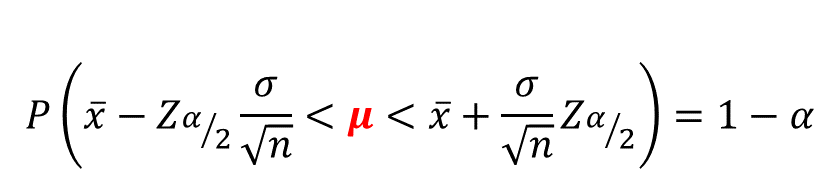 P(x̄ − Zα/2 σ/√n < μ < x̄ + σ/√n Zα/2) = 1 − α